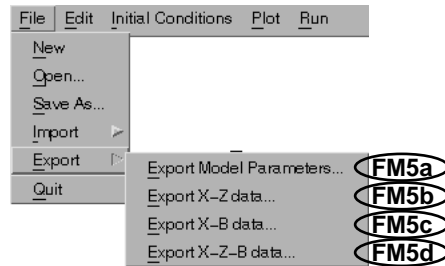 File Edit Initial Conditions Plot Run
New
Open...
Save As...
Import
Export
Quit
Export Model Parameters... FM5a
Export X-Z data... FM5b
Export X-B data... FM5c
Export X-Z-B data... FM5d